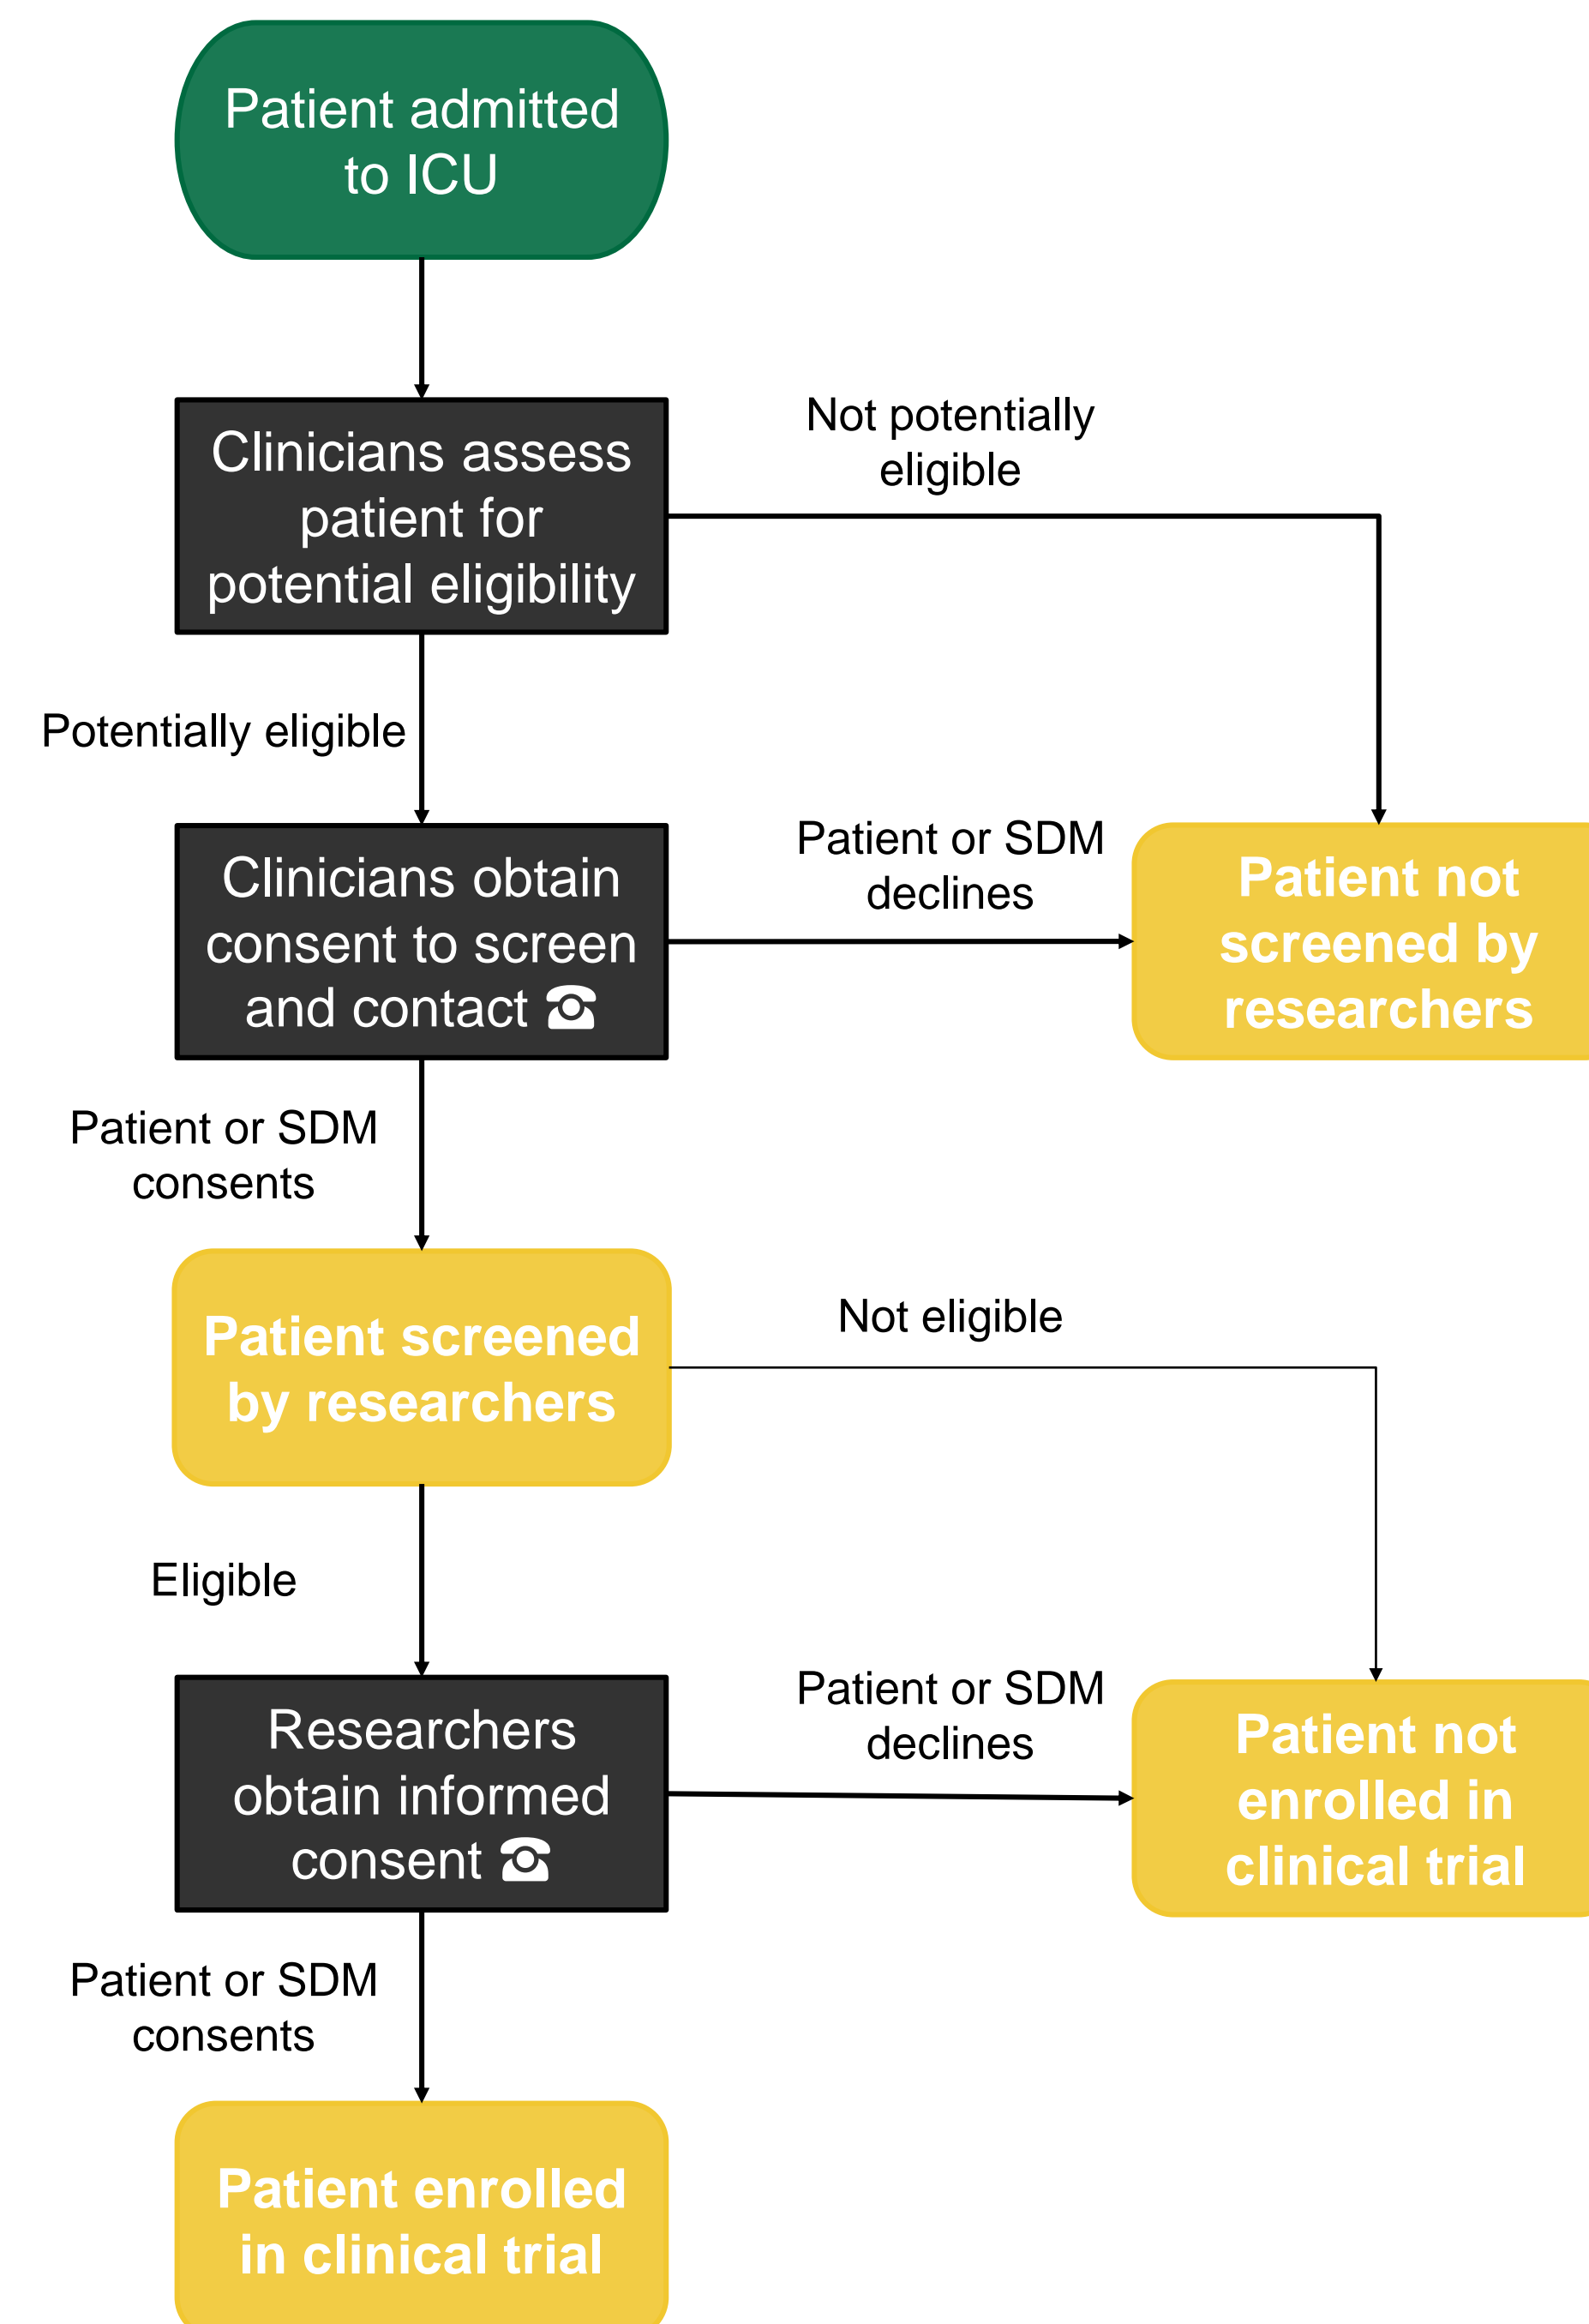 Patient admitted
to ICU
Clinicians assess
patient for
potential eligibility
Not potentially
eligible
Potentially eligible
Clinicians obtain
consent to screen
and contact ☎
Patient or SDM
declines
Patient not
screened by
researchers
Patient or SDM
consents
Patient screened
by researchers
Not eligible
Eligible
Researchers
obtain informed
consent ☎
Patient or SDM
declines
Patient not
enrolled in
clinical trial
Patient or SDM
consents
Patient enrolled
in clinical trial